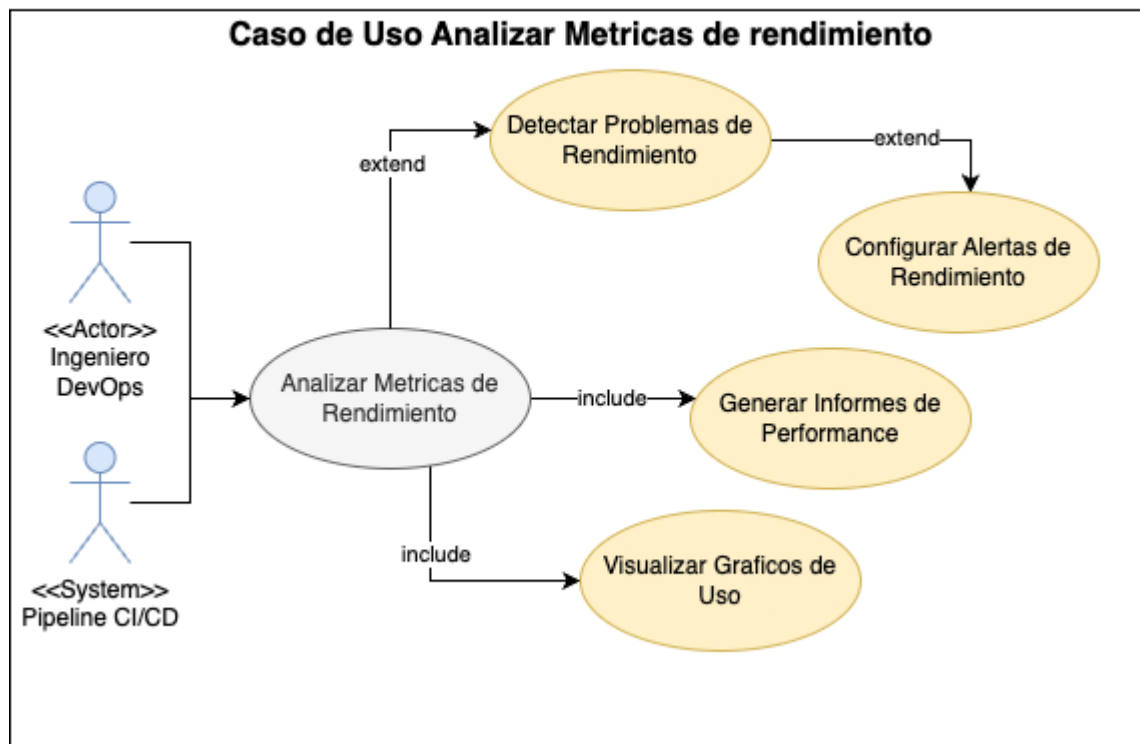 Caso de Uso Analizar Metricas de rendimiento
Detectar Problemas de
Rendimiento
extend
extend
Configurar Alertas de
Rendimiento
<<Actor>>
Ingeniero
DevOps
Analizar Metricas de
Rendimiento
include
Generar Informes de
Performance
include
Visualizar Graficos de
Uso
<<System>>
Pipeline CI/CD